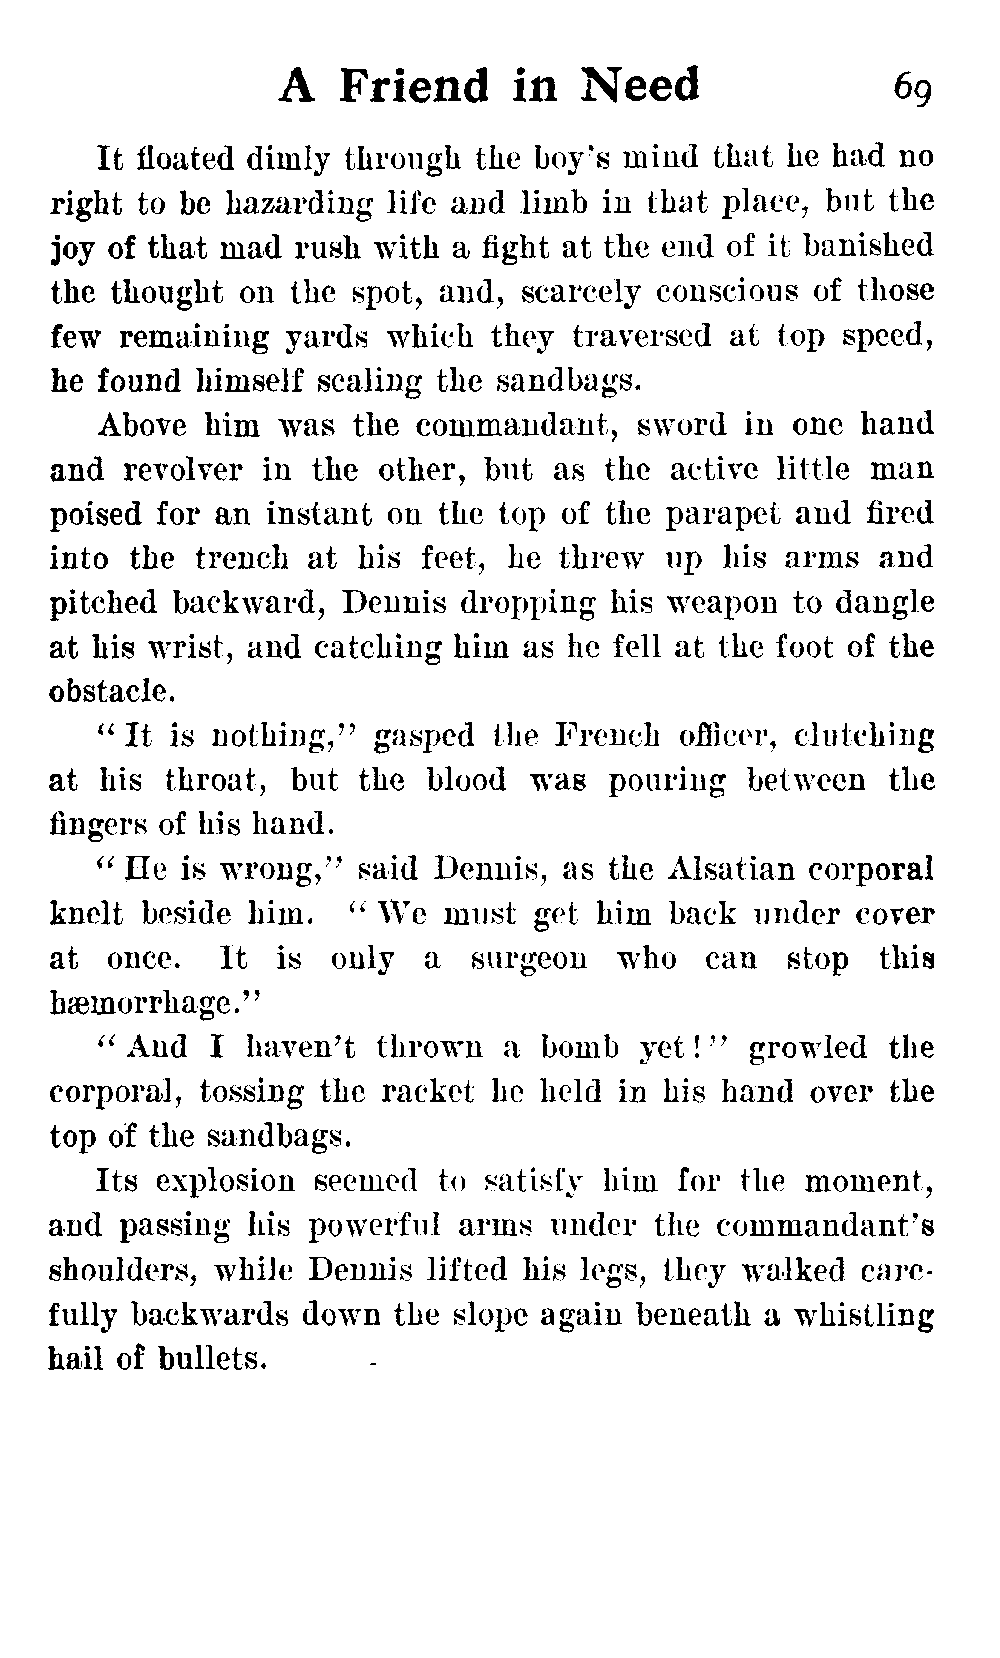 A Friend in Need 69
It floated dimly through the boy's mind that he had no
right to be hazarding life and limb in that place, but the
joy of that mad rush with a fight at the end of it banished
the thought on the spot, and, scarcely conscious of those
few remaining yards which they traversed at top speed,
he found himself scaling the sandbags.
Above him was the commandant, sword in one hand
and revolver in the other, but as the active little man
poised for an instant on the top of the parapet and fired
into the trench at his feet, he threw up his arms and
pitched backward, Dennis dropping his weapon to dangle
at his wrist, and catching him as he fell at the foot of the
obstacle.
"It is nothing," gasped the French officer, clutching
at his throat, but the blood was pouring between the
fingers of his hand.
"He is wrong," said Dennis, as the Alsatian corporal
knelt beside him. "We must get him back under cover
at once. It is only a surgeon who can stop this
hæmorrhage."
"And I haven't thrown a bomb yet!" growled the
corporal, tossing the racket he held in his hand over the
top of the sandbags.
Its explosion seemed to satisfy him for the moment,
and passing his powerful arms under the commandant's
shoulders, while Dennis lifted his legs, they walked care-
fully backwards down the slope again beneath a whistling
hail of bullets.